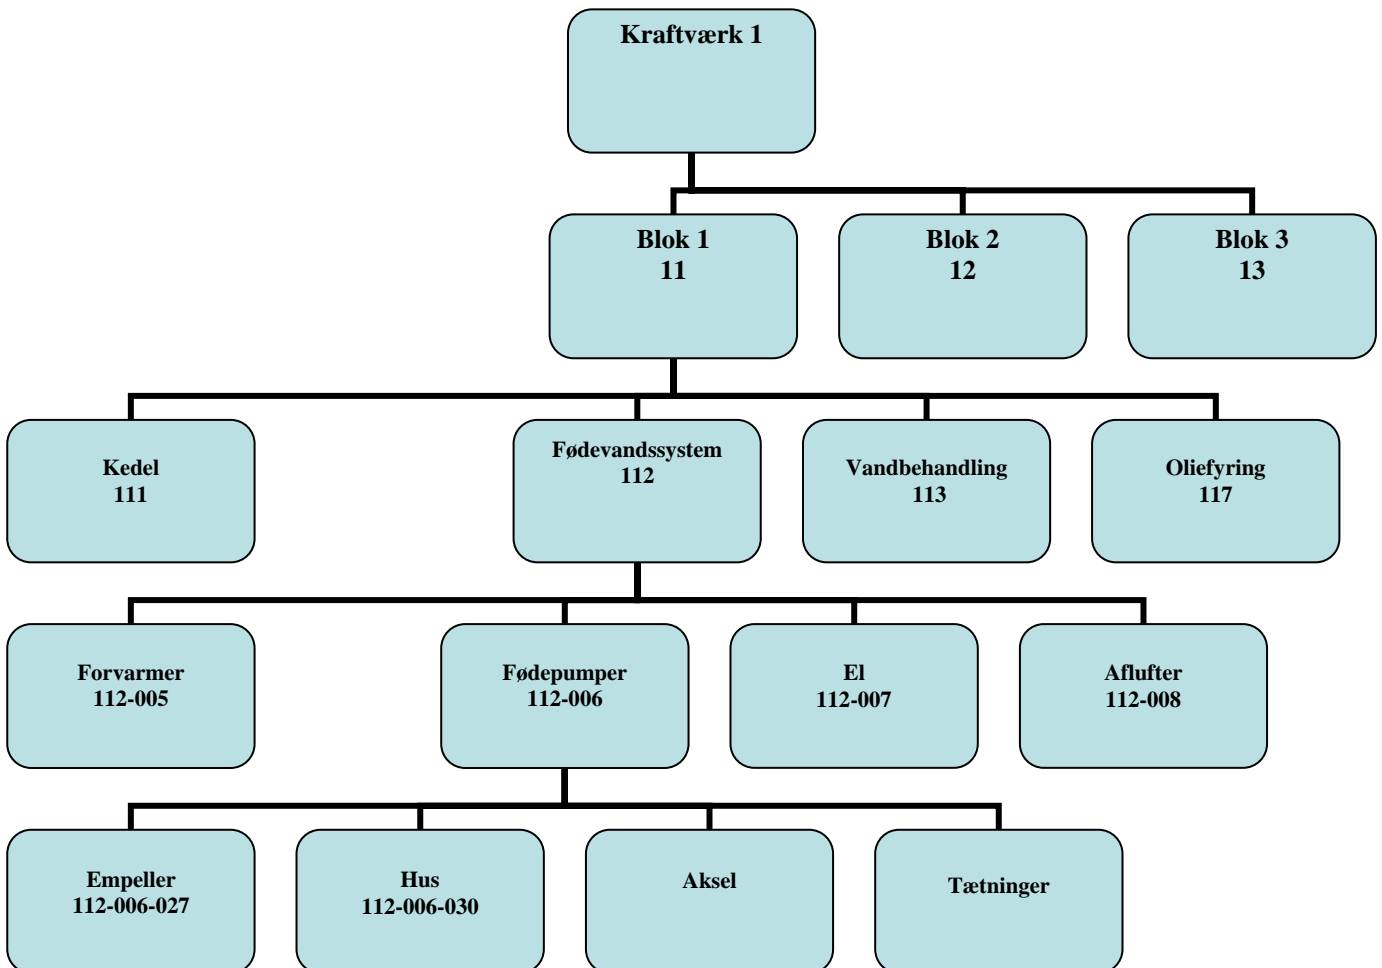 Kraftværk 1
Blok 1
11
Blok 2
12
Blok 3
13
Kedel
111
Fødevandssystem
112
Vandbehandling
113
Oliefyring
117
Forvarmer
112-005
Fødepumper
112-006
El
112-007
Aflufter
112-008
Empeller
112-006-027
Hus
112-006-030
Aksel
Tætninger